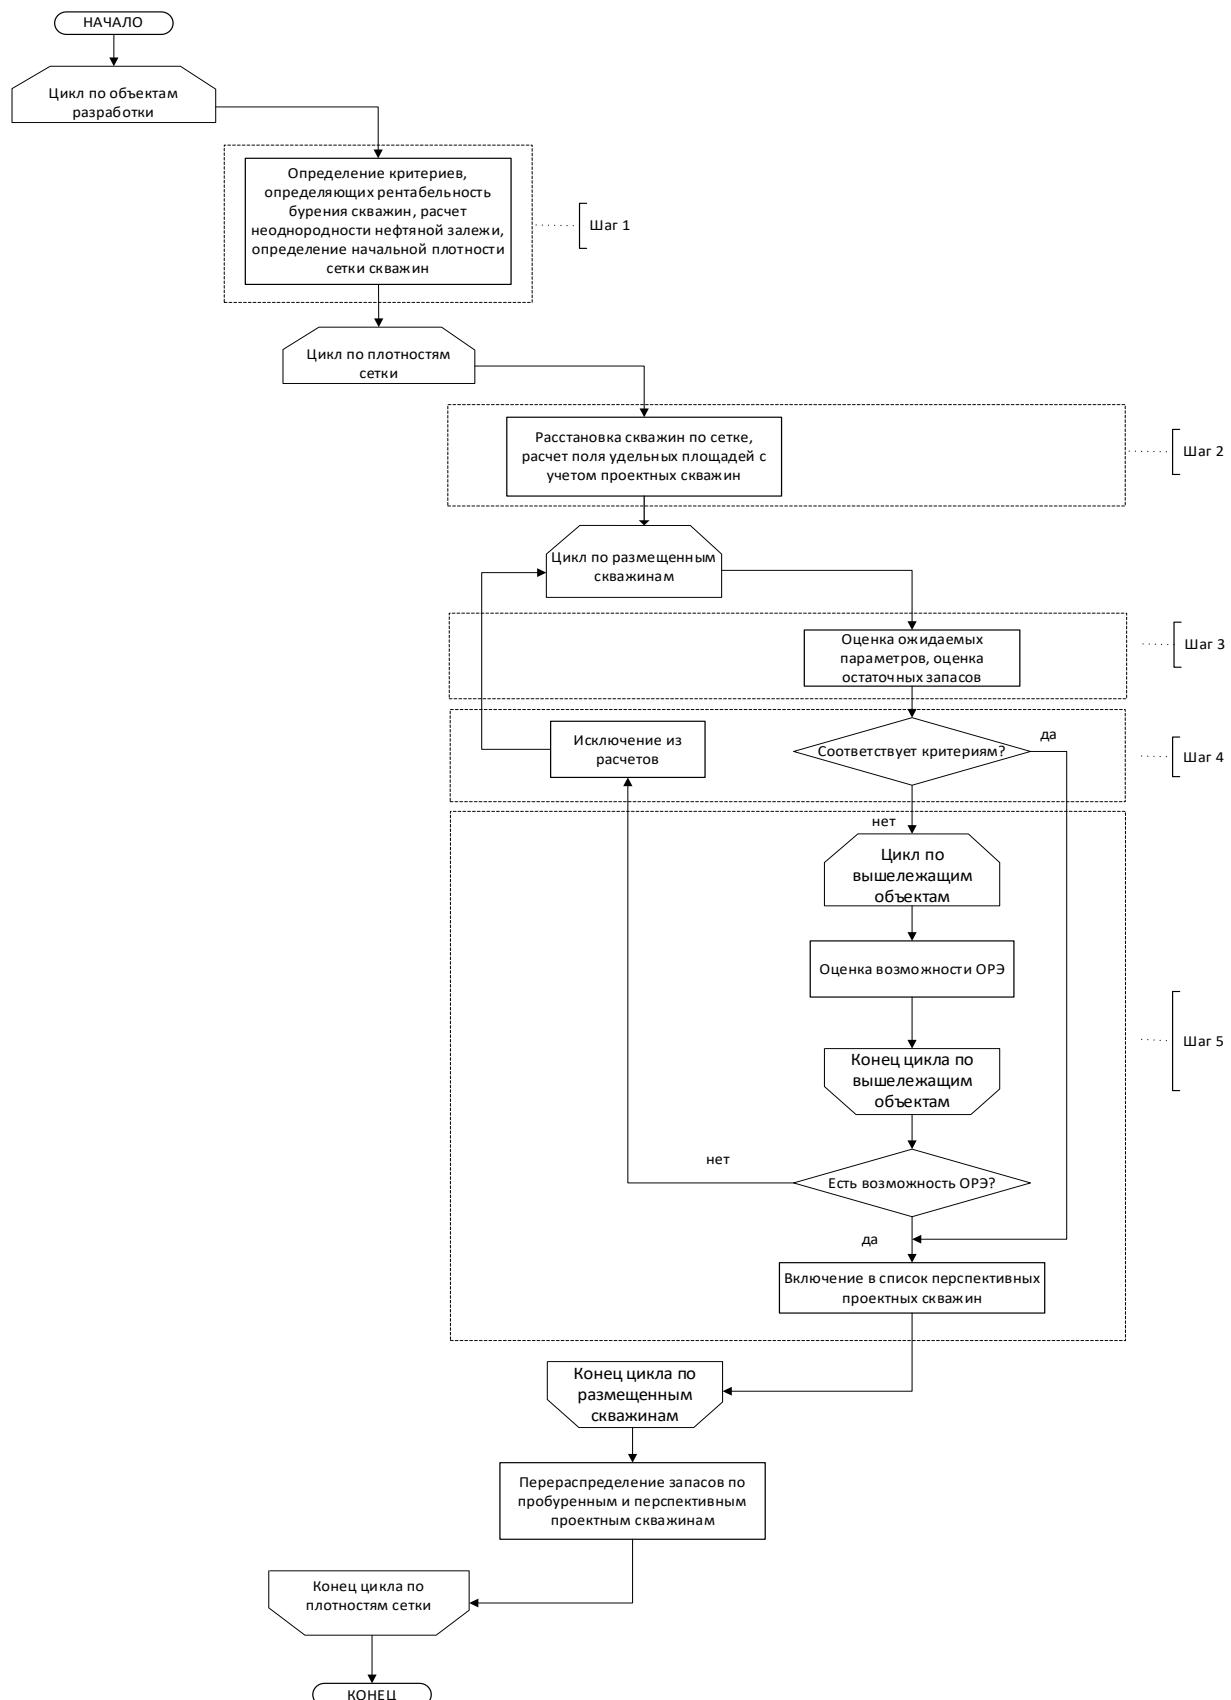 НАЧАЛО
Цикл по объектам
разработки
Определение критериев,
определяющих рентабельность
бурения скважин, расчет
неоднородности нефтяной залежи,
определение начальной плотности
сетки скважин
Шаг 1
Цикл по плотностям
сетки
Расстановка скважин по сетке,
расчет поля удельных площадей с
учетом проектных скважин
Шаг 2
Цикл по размещенным
скважинам
Оценка ожидаемых
параметров, оценка
остаточных запасов
Шаг 3
Исключение из
расчетов
Соответствует критериям?
да
Шаг 4
нет
Цикл по
вышележащим
объектам
Оценка возможности ОРЭ
Конец цикла по
вышележащим
объектам
Шаг 5
нет
Есть возможность ОРЭ?
да
Включение в список перспективных
проектных скважин
Конец цикла по
размещенным
скважинам
Перераспределение запасов по
пробуренным и перспективным
проектным скважинам
Конец цикла по
плотностям сетки
КОНЕЦ